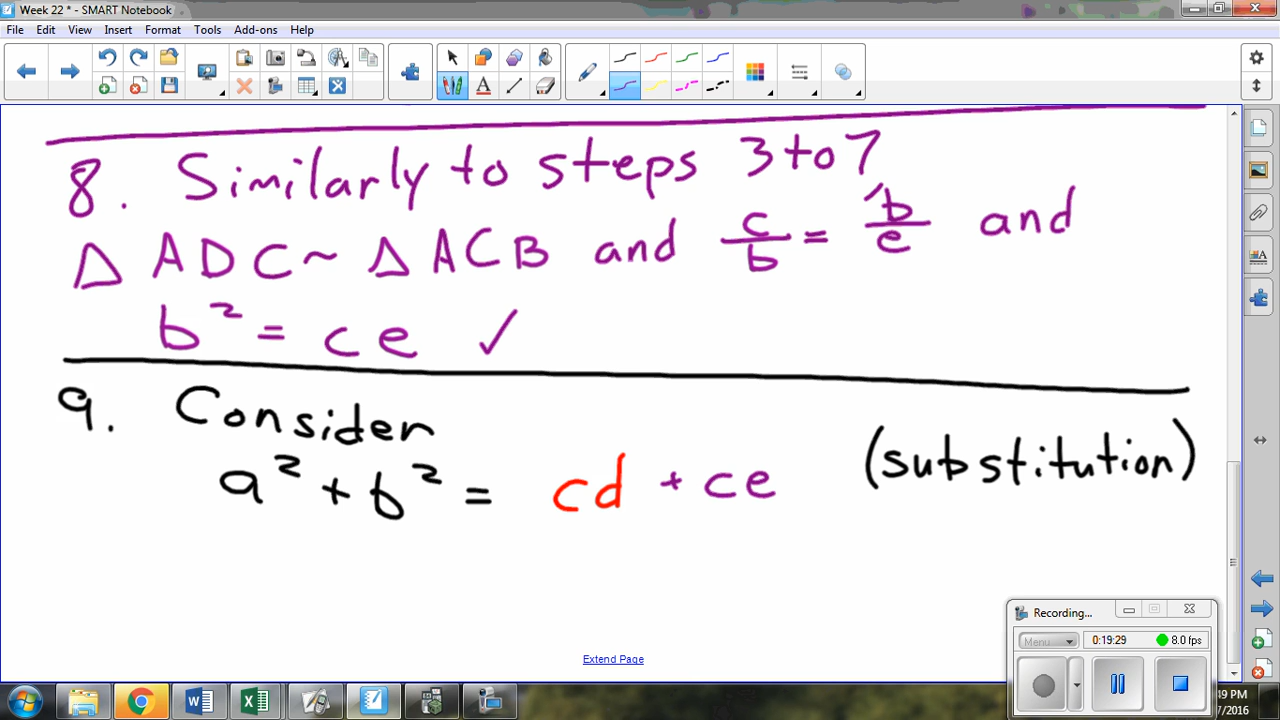 Week 22 * - SMART Notebook
File Edit View Insert Format Tools Add-ons Help
8. Similarly to steps 3 to 7
Δ ADC ~ Δ ACB and c/b = b/e and
b² = ce ✓
9. Consider
a² + b² = cd + ce (substitution)
Extend Page
Recording...
Menu
0:19:29
8.0 fps